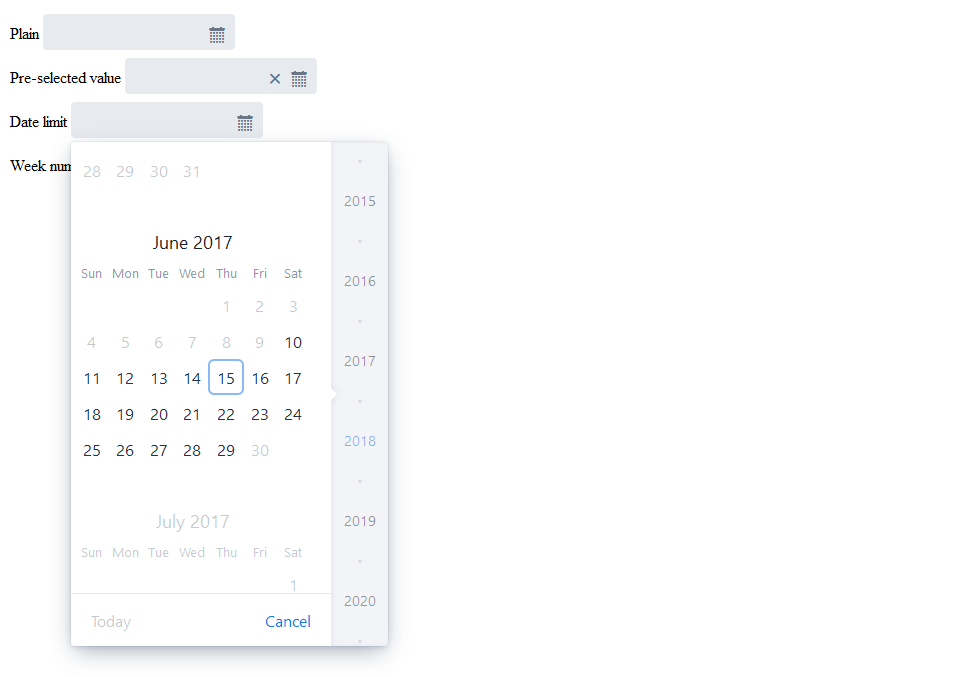 Plain
Pre-selected value
Date limit
Week num
28 29 30 31
June 2017
Sun Mon Tue Wed Thu Fri Sat
1 2 3
4 5 6 7 8 9 10
11 12 13 14 15 16 17
18 19 20 21 22 23 24
25 26 27 28 29 30
July 2017
Sun Mon Tue Wed Thu Fri Sat
1
Today Cancel
2015
2016
2017
2018
2019
2020